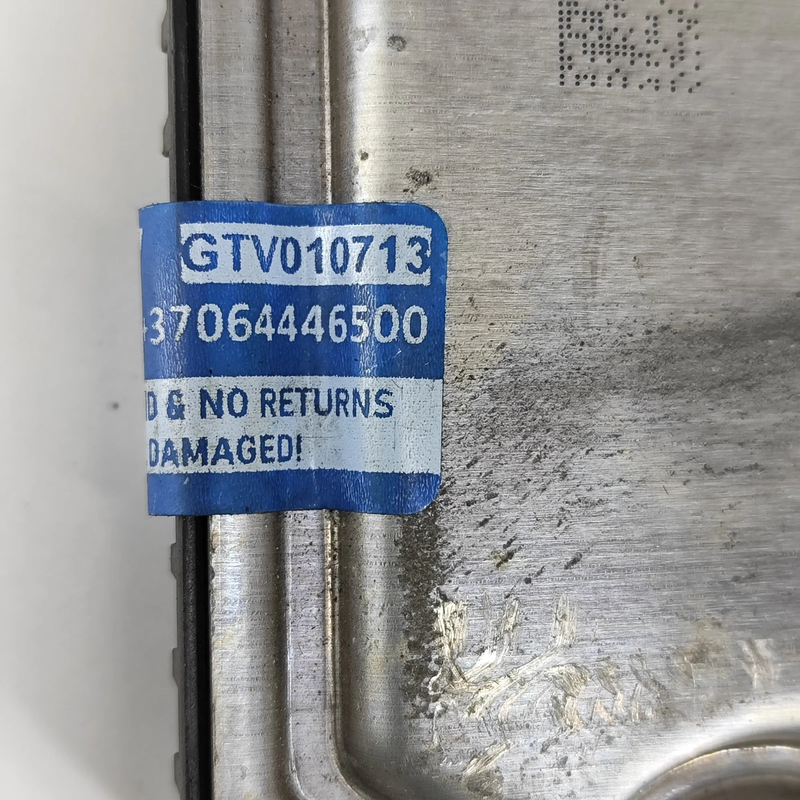 GTV010713
+37064446500
D & NO RETURNS
DAMAGED!